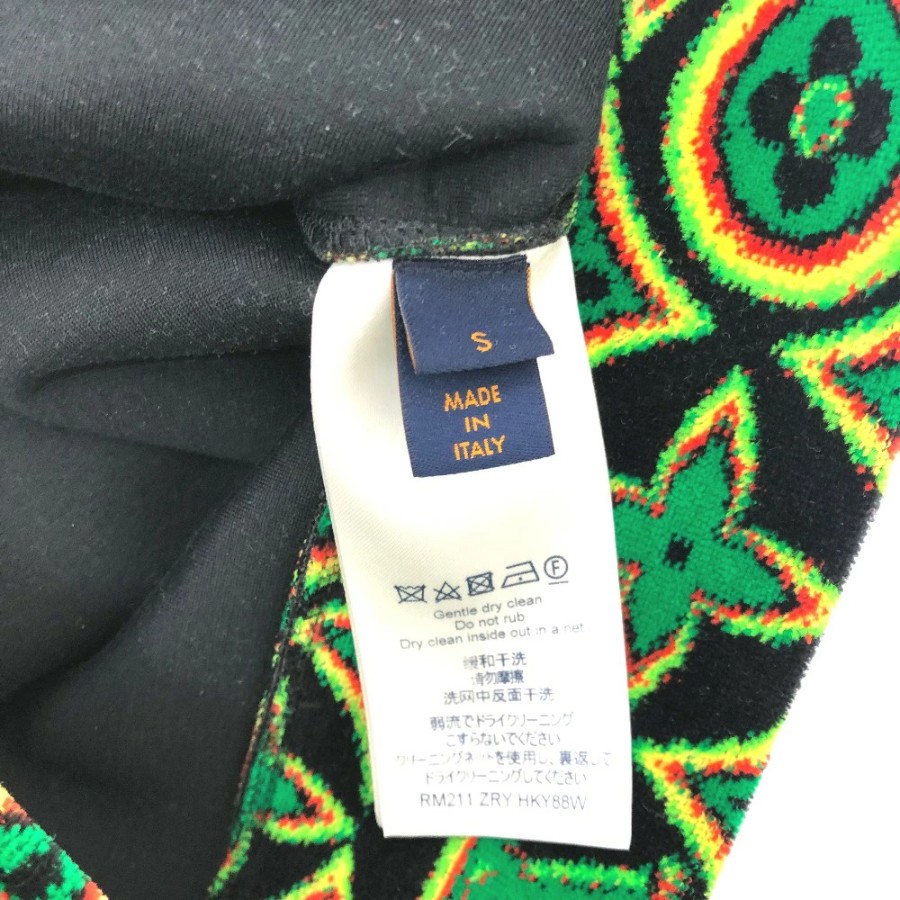 S
MADE
IN
ITALY
F
Gentle dry clean
Do not rub
Dry clean inside out in a net
缓和干洗
请勿摩擦
洗网中反面干洗
弱流でドライクリーニング
こすらないでください
クリーニングネットを使用し、裏返して
ドライクリーニングしてください
RM211 ZRY HKY88W